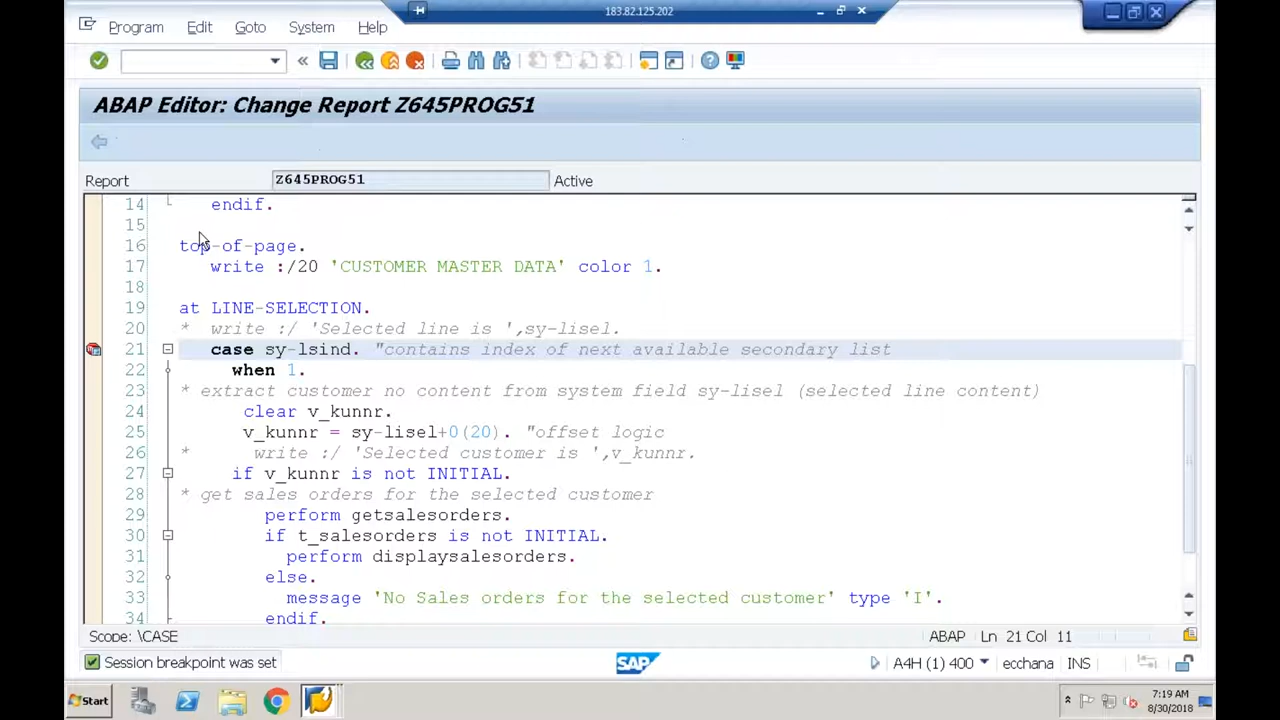 183.82.125.202
Program Edit Goto System Help
ABAP Editor: Change Report Z645PROG51
Report Z645PROG51 Active
14 endif.
15
16 top-of-page.
17 write :/20 'CUSTOMER MASTER DATA' color 1.
18
19 at LINE-SELECTION.
20 * write :/ 'Selected line is ',sy-lisel.
21 case sy-lsind. "contains index of next available secondary list
22 when 1.
23 * extract customer no content from system field sy-lisel (selected line content)
24 clear v_kunnr.
25 v_kunnr = sy-lisel+0(20). "offset logic
26 * write :/ 'Selected customer is ',v_kunnr.
27 if v_kunnr is not INITIAL.
28 * get sales orders for the selected customer
29 perform getsalesorders.
30 if t_salesorders is not INITIAL.
31 perform displaysalesorders.
32 else.
33 message 'No Sales orders for the selected customer' type 'I'.
34 endif.
Scope: \CASE ABAP Ln 21 Col 11
Session breakpoint was set SAP A4H (1) 400 ecchana INS
Start 7:19 AM
8/30/2018